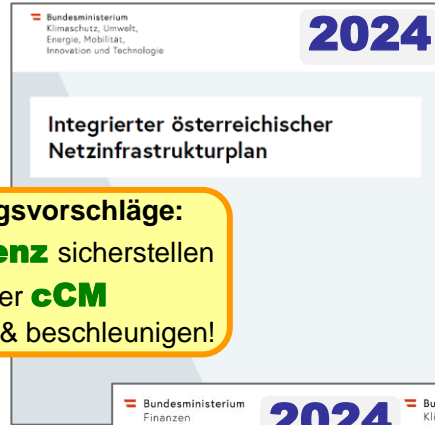 Bundesministerium
Klimaschutz, Umwelt,
Energie, Mobilität,
Innovation und Technologie
2024
Integrierter österreichischer
Netzinfrastrukturplan
gsvorschläge:
enz sicherstellen
er cCM
& beschleunigen!
Bundesministerium
Finanzen
2024
Bu
Kli